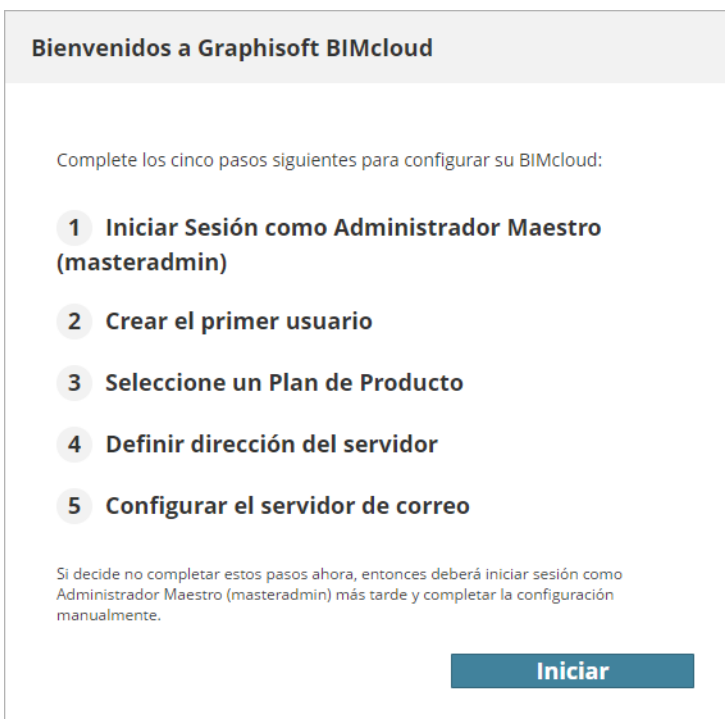 Bienvenidos a Graphisoft BIMcloud
Complete los cinco pasos siguientes para configurar su BIMcloud:
1 Iniciar Sesión como Administrador Maestro
(masteradmin)
2 Crear el primer usuario
3 Seleccione un Plan de Producto
4 Definir dirección del servidor
5 Configurar el servidor de correo
Si decide no completar estos pasos ahora, entonces deberá iniciar sesión como
Administrador Maestro (masteradmin) más tarde y completar la configuración
manualmente.
Iniciar